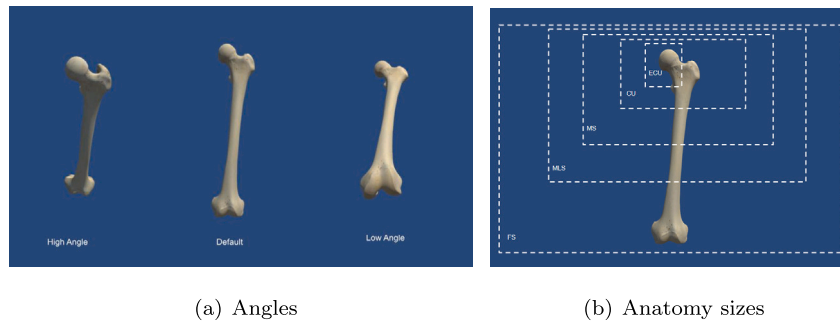 High Angle
Default
Low Angle
ECU
CU
MS
MLS
FS
(a) Angles
(b) Anatomy sizes